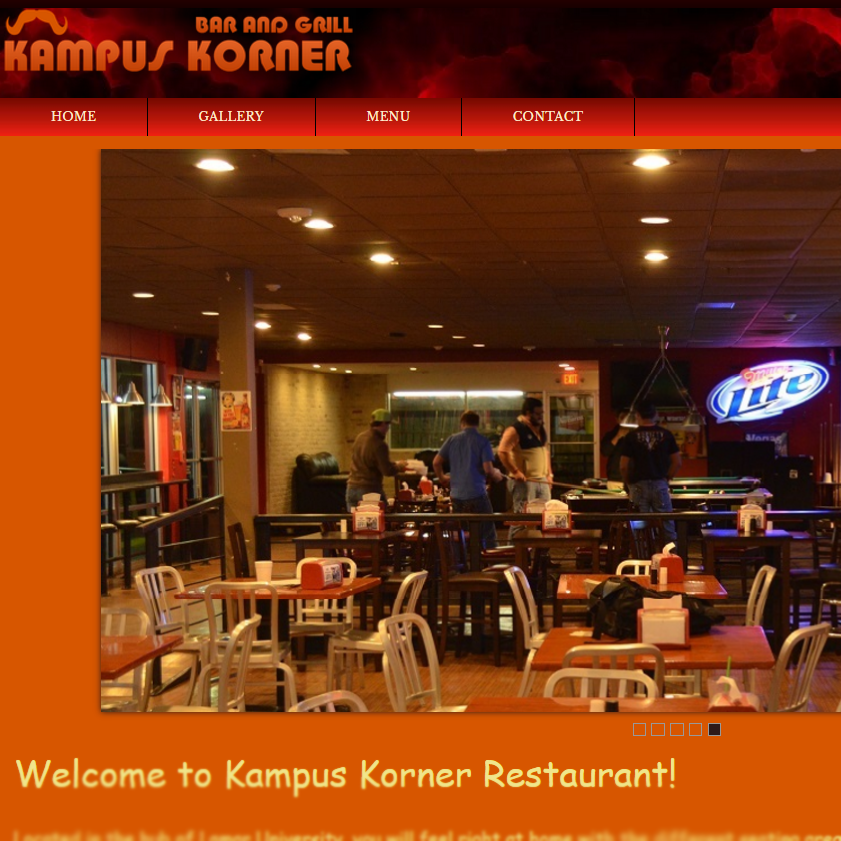 BAR AND GRILL
KAMPUS KORNER
HOME GALLERY MENU CONTACT
EXIT
Lite
Welcome to Kampus Korner Restaurant!
Located in the hub of Lamar University, you will feel right at home with the different seating